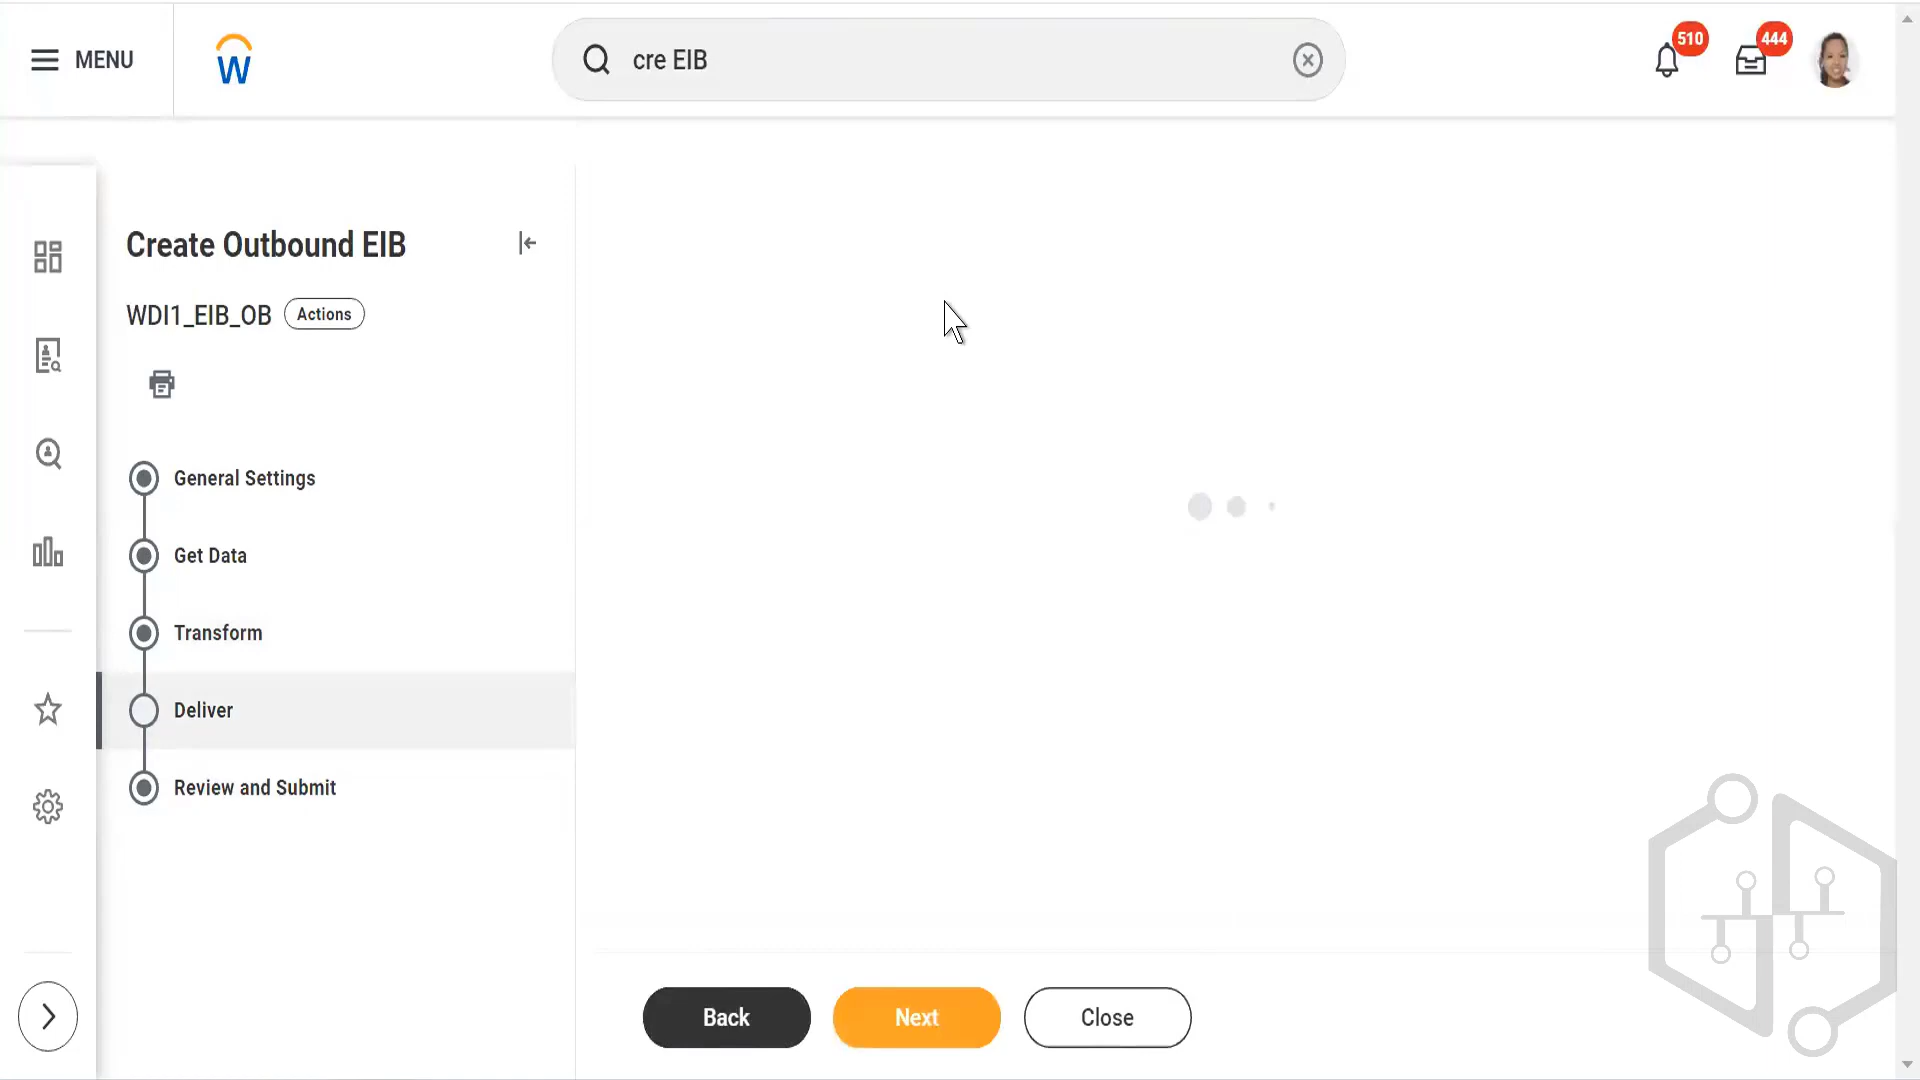 MENU
W
cre EIB
510
444
Create Outbound EIB
WDI1_EIB_OB
Actions
General Settings
Get Data
Transform
Deliver
Review and Submit
Back
Next
Close